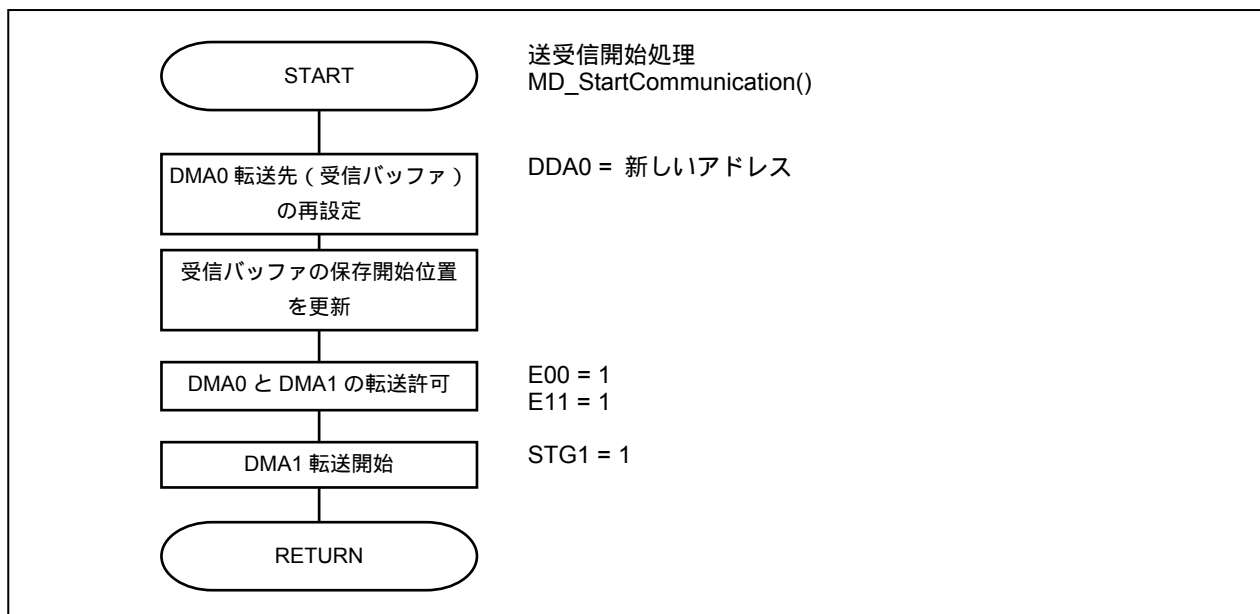 START
送受信開始処理
MD_StartCommunication()
DMA0 転送先 ( 受信バッファ )
の再設定
DDA0 = 新しいアドレス
受信バッファの保存開始位置
を更新
DMA0 と DMA1 の転送許可
E00 = 1
E11 = 1
DMA1 転送開始
STG1 = 1
RETURN